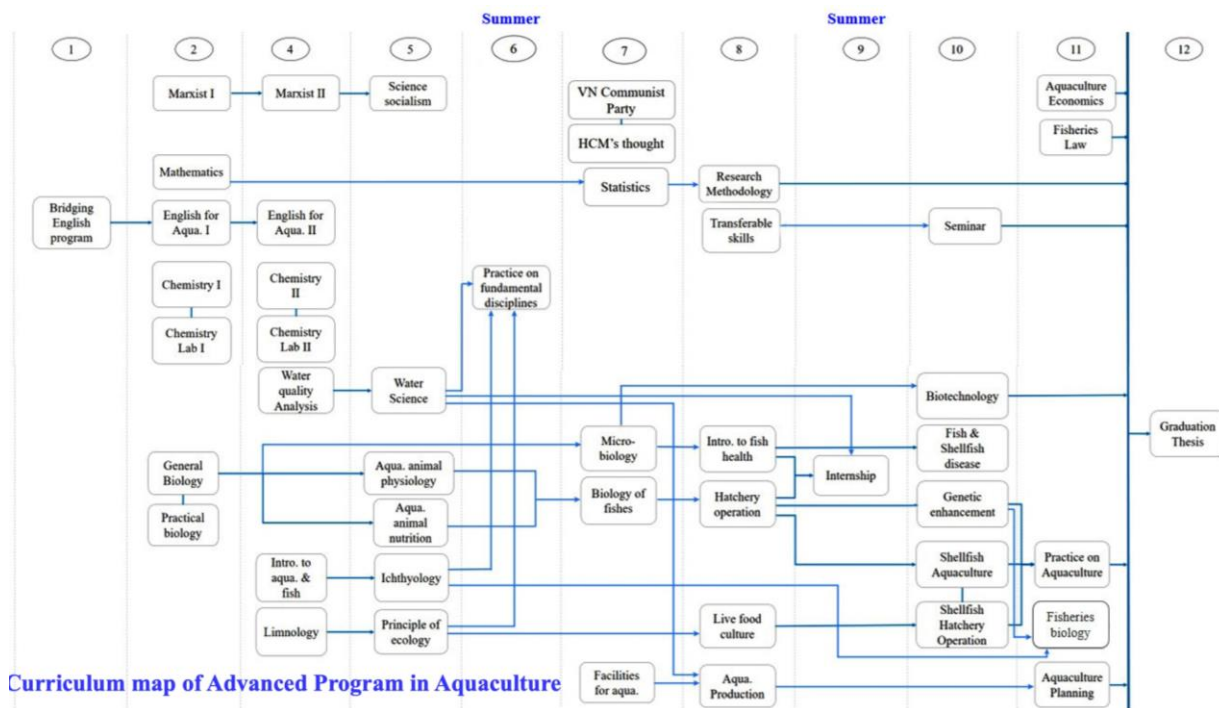 Summer
Summer
1
2
4
5
6
7
8
9
10
11
12
Marxist I
Marxist II
Science
socialism
VN Communist
Party
HCM's thought
Aquaculture
Economics
Fisheries
Law
Mathematics
Statistics
Research
Methodology
Bridging
English
program
English for
Aqua. I
English for
Aqua. II
Transferable
skills
Seminar
Chemistry I
Chemistry
II
Practice on
fundamental
disciplines
Chemistry
Lab I
Chemistry
Lab II
Water
quality
Analysis
Water
Science
Biotechnology
General
Biology
Aqua. animal
physiology
Micro-
biology
Intro. to fish
health
Internship
Fish &
Shellfish
disease
Graduation
Thesis
Practical
biology
Aqua.
animal
nutrition
Biology of
fishes
Hatchery
operation
Genetic
enhancement
Intro. to
aqua. &
fish
Ichthyology
Shellfish
Aquaculture
Practice on
Aquaculture
Limnology
Principle of
ecology
Live food
culture
Shellfish
Hatchery
Operation
Fisheries
biology
Facilities
for aqua.
Aqua.
Production
Aquaculture
Planning
Curriculum map of Advanced Program in Aquaculture